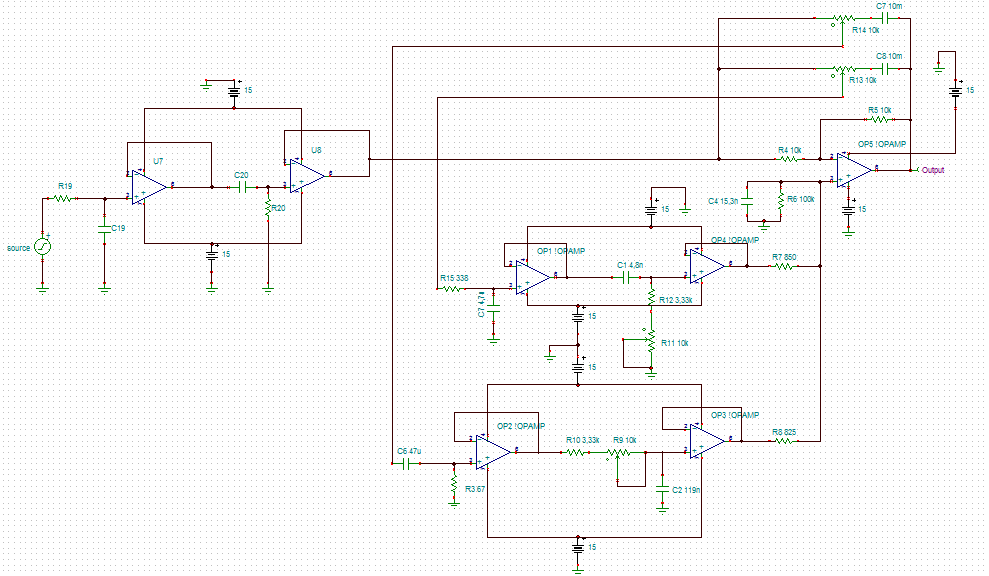 C7 10m
R14 10k
C8 10m
R13 10k
15
15
R5 10k
U7
U8
R4 10k
OP5 !OPAMP
Output
R19
C20
C4 15,3n
R6 100k
R20
C19
15
15
source
15
OP1 !OPAMP
OP4 !OPAMP
R7 850
R15 338
C1 4,8n
R12 3,33k
C7 4,7u
15
R11 10k
15
OP2 !OPAMP
OP3 !OPAMP
R10 3,33k
R9 10k
R8 825
C6 47u
R3 67
C2 119n
15